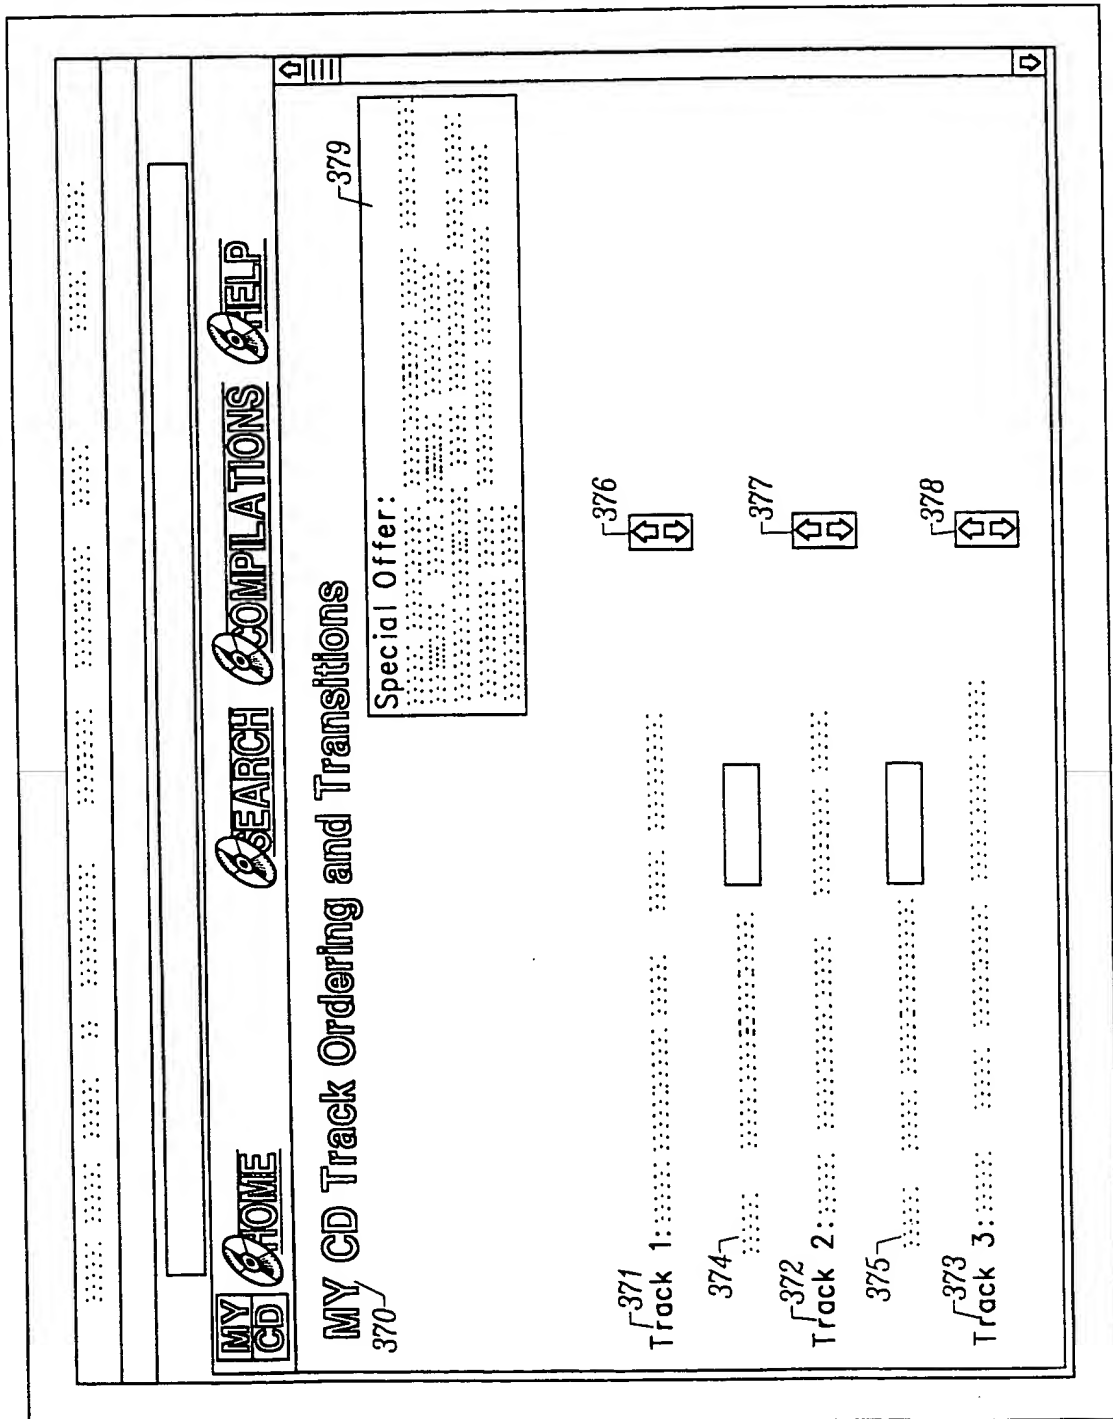 MY CD
HOME SEARCH COMPILATIONS HELP
MY CD Track Ordering and Transitions
370
379
Special Offer:
371
Track 1:
376
374
372
Track 2:
377
375
373
Track 3:
378